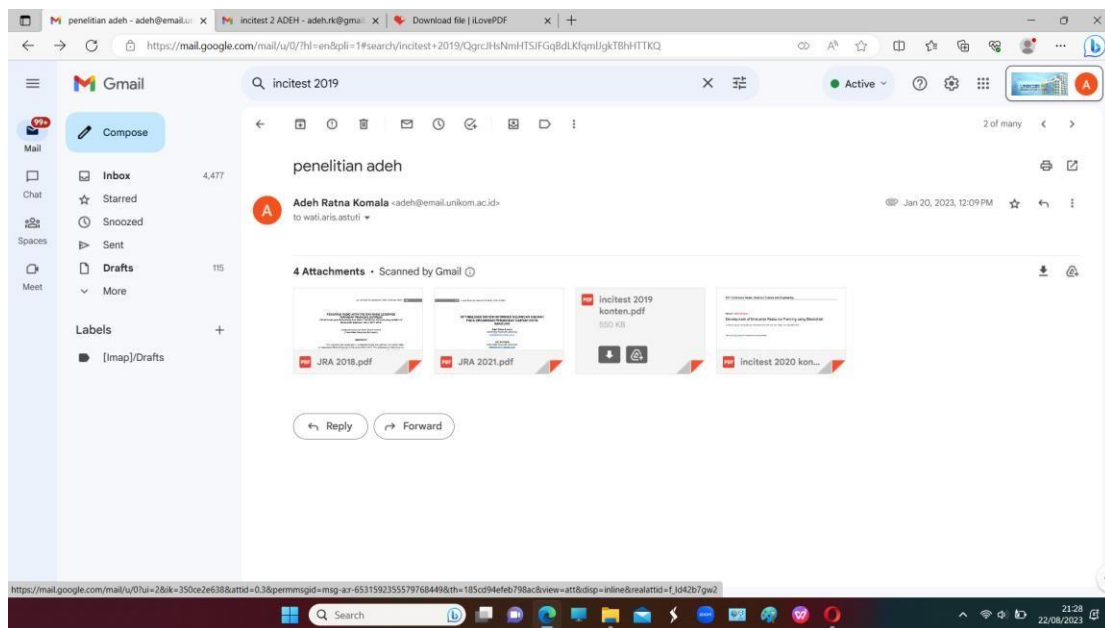 penelitian adeh - adeh@email.u
incitest 2 ADEH - adeh.rk@gma
Download file | iLovePDF
https://mail.google.com/mail/u/0/?hl=en&pli=1#search/incitest+2019/QgrcJHsNmHTSJFGqBdLKfqmlJgkTBhHTTKQ
Gmail
incitest 2019
Active
A
99+
Mail
Compose
2 of many
Inbox 4,477
penelitian adeh
Chat
Starred
Adeh Ratna Komala <adeh@email.unikom.ac.id>
Jan 20, 2023, 12:09 PM
A
to wati.aris.astuti
Snoozed
Spaces
Sent
Drafts 115
4 Attachments • Scanned by Gmail
Meet
More
Labels
[Imap]/Drafts
PDF JRA 2018.pdf
PDF JRA 2021.pdf
PDF incitest 2019
konten.pdf
550 KB
PDF incitest 2020 kon...
Reply
Forward
https://mail.google.com/mail/u/0?ui=2&ik=350ce2e638&attid=0.3&permmsgid=msg-a:r-6531592355579768449&th=185cd94efeb798ac&view=att&disp=inline&realattid=f_ld42b7gw2
Search
21:28
22/08/2023